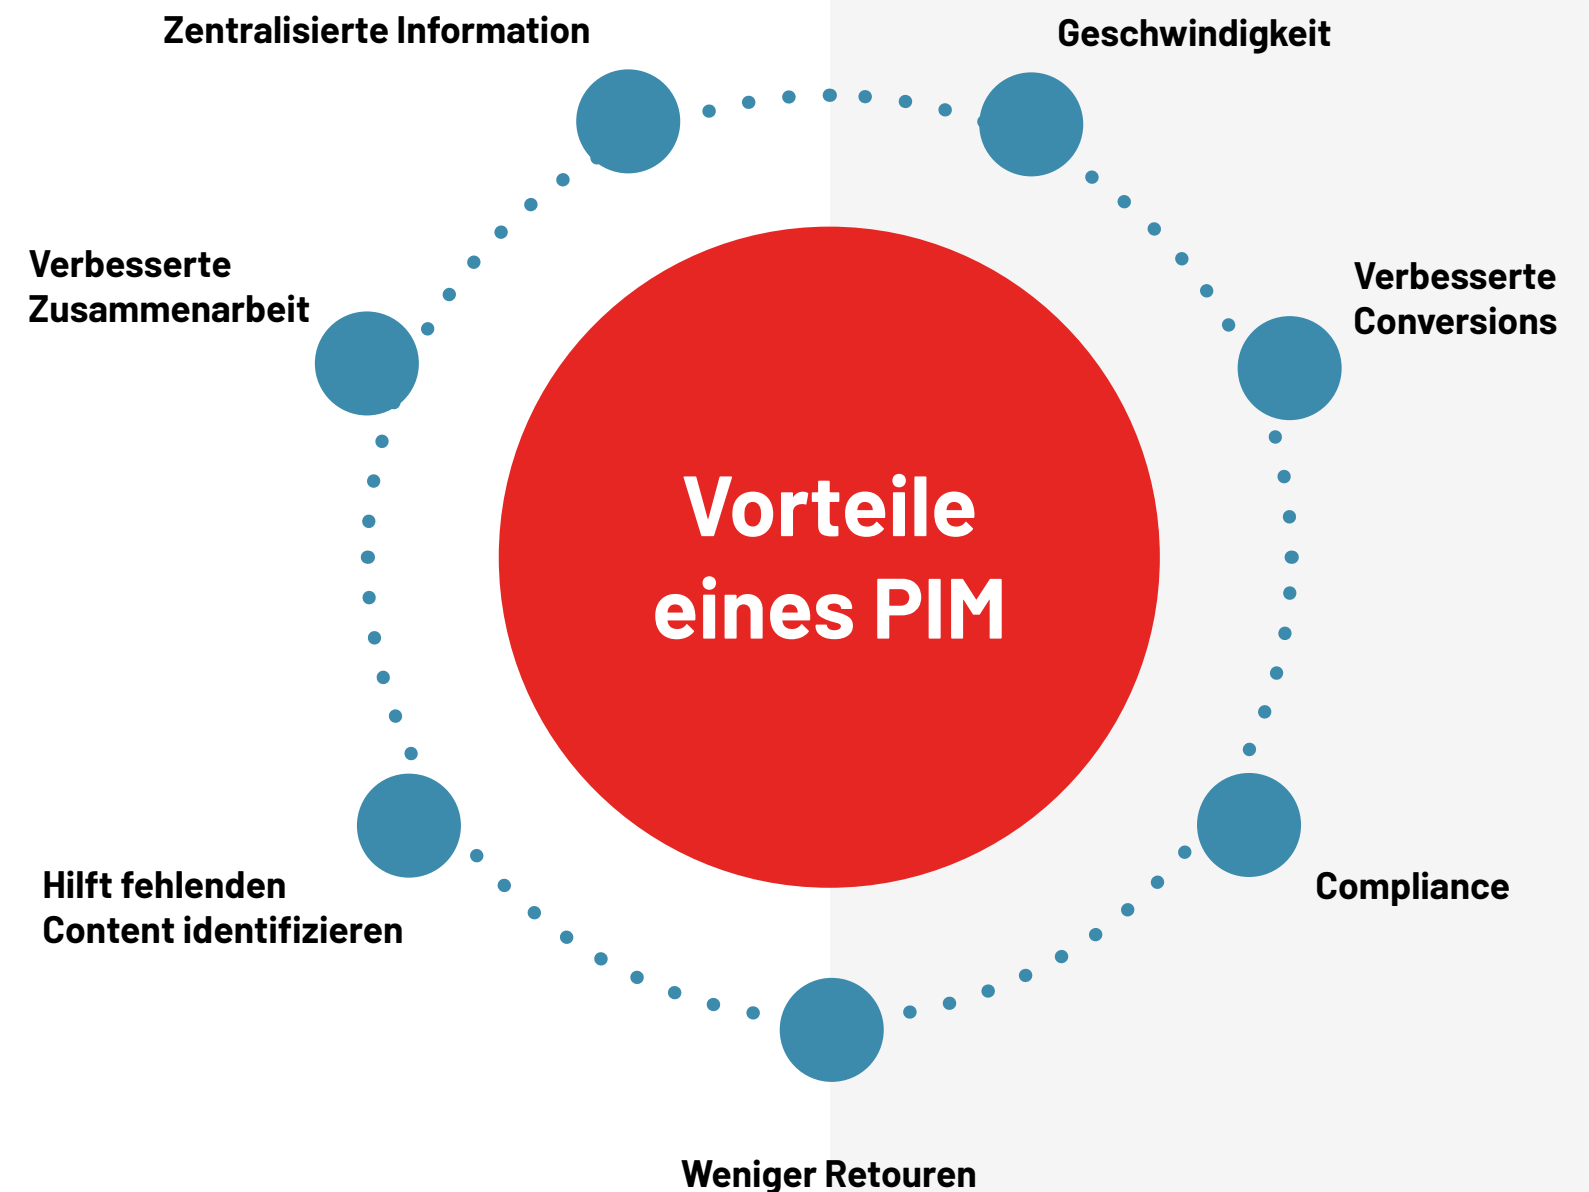 Zentralisierte Information
Geschwindigkeit
Verbesserte
Zusammenarbeit
Verbesserte
Conversions
Vorteile
eines PIM
Hilft fehlenden
Content identifizieren
Compliance
Weniger Retouren